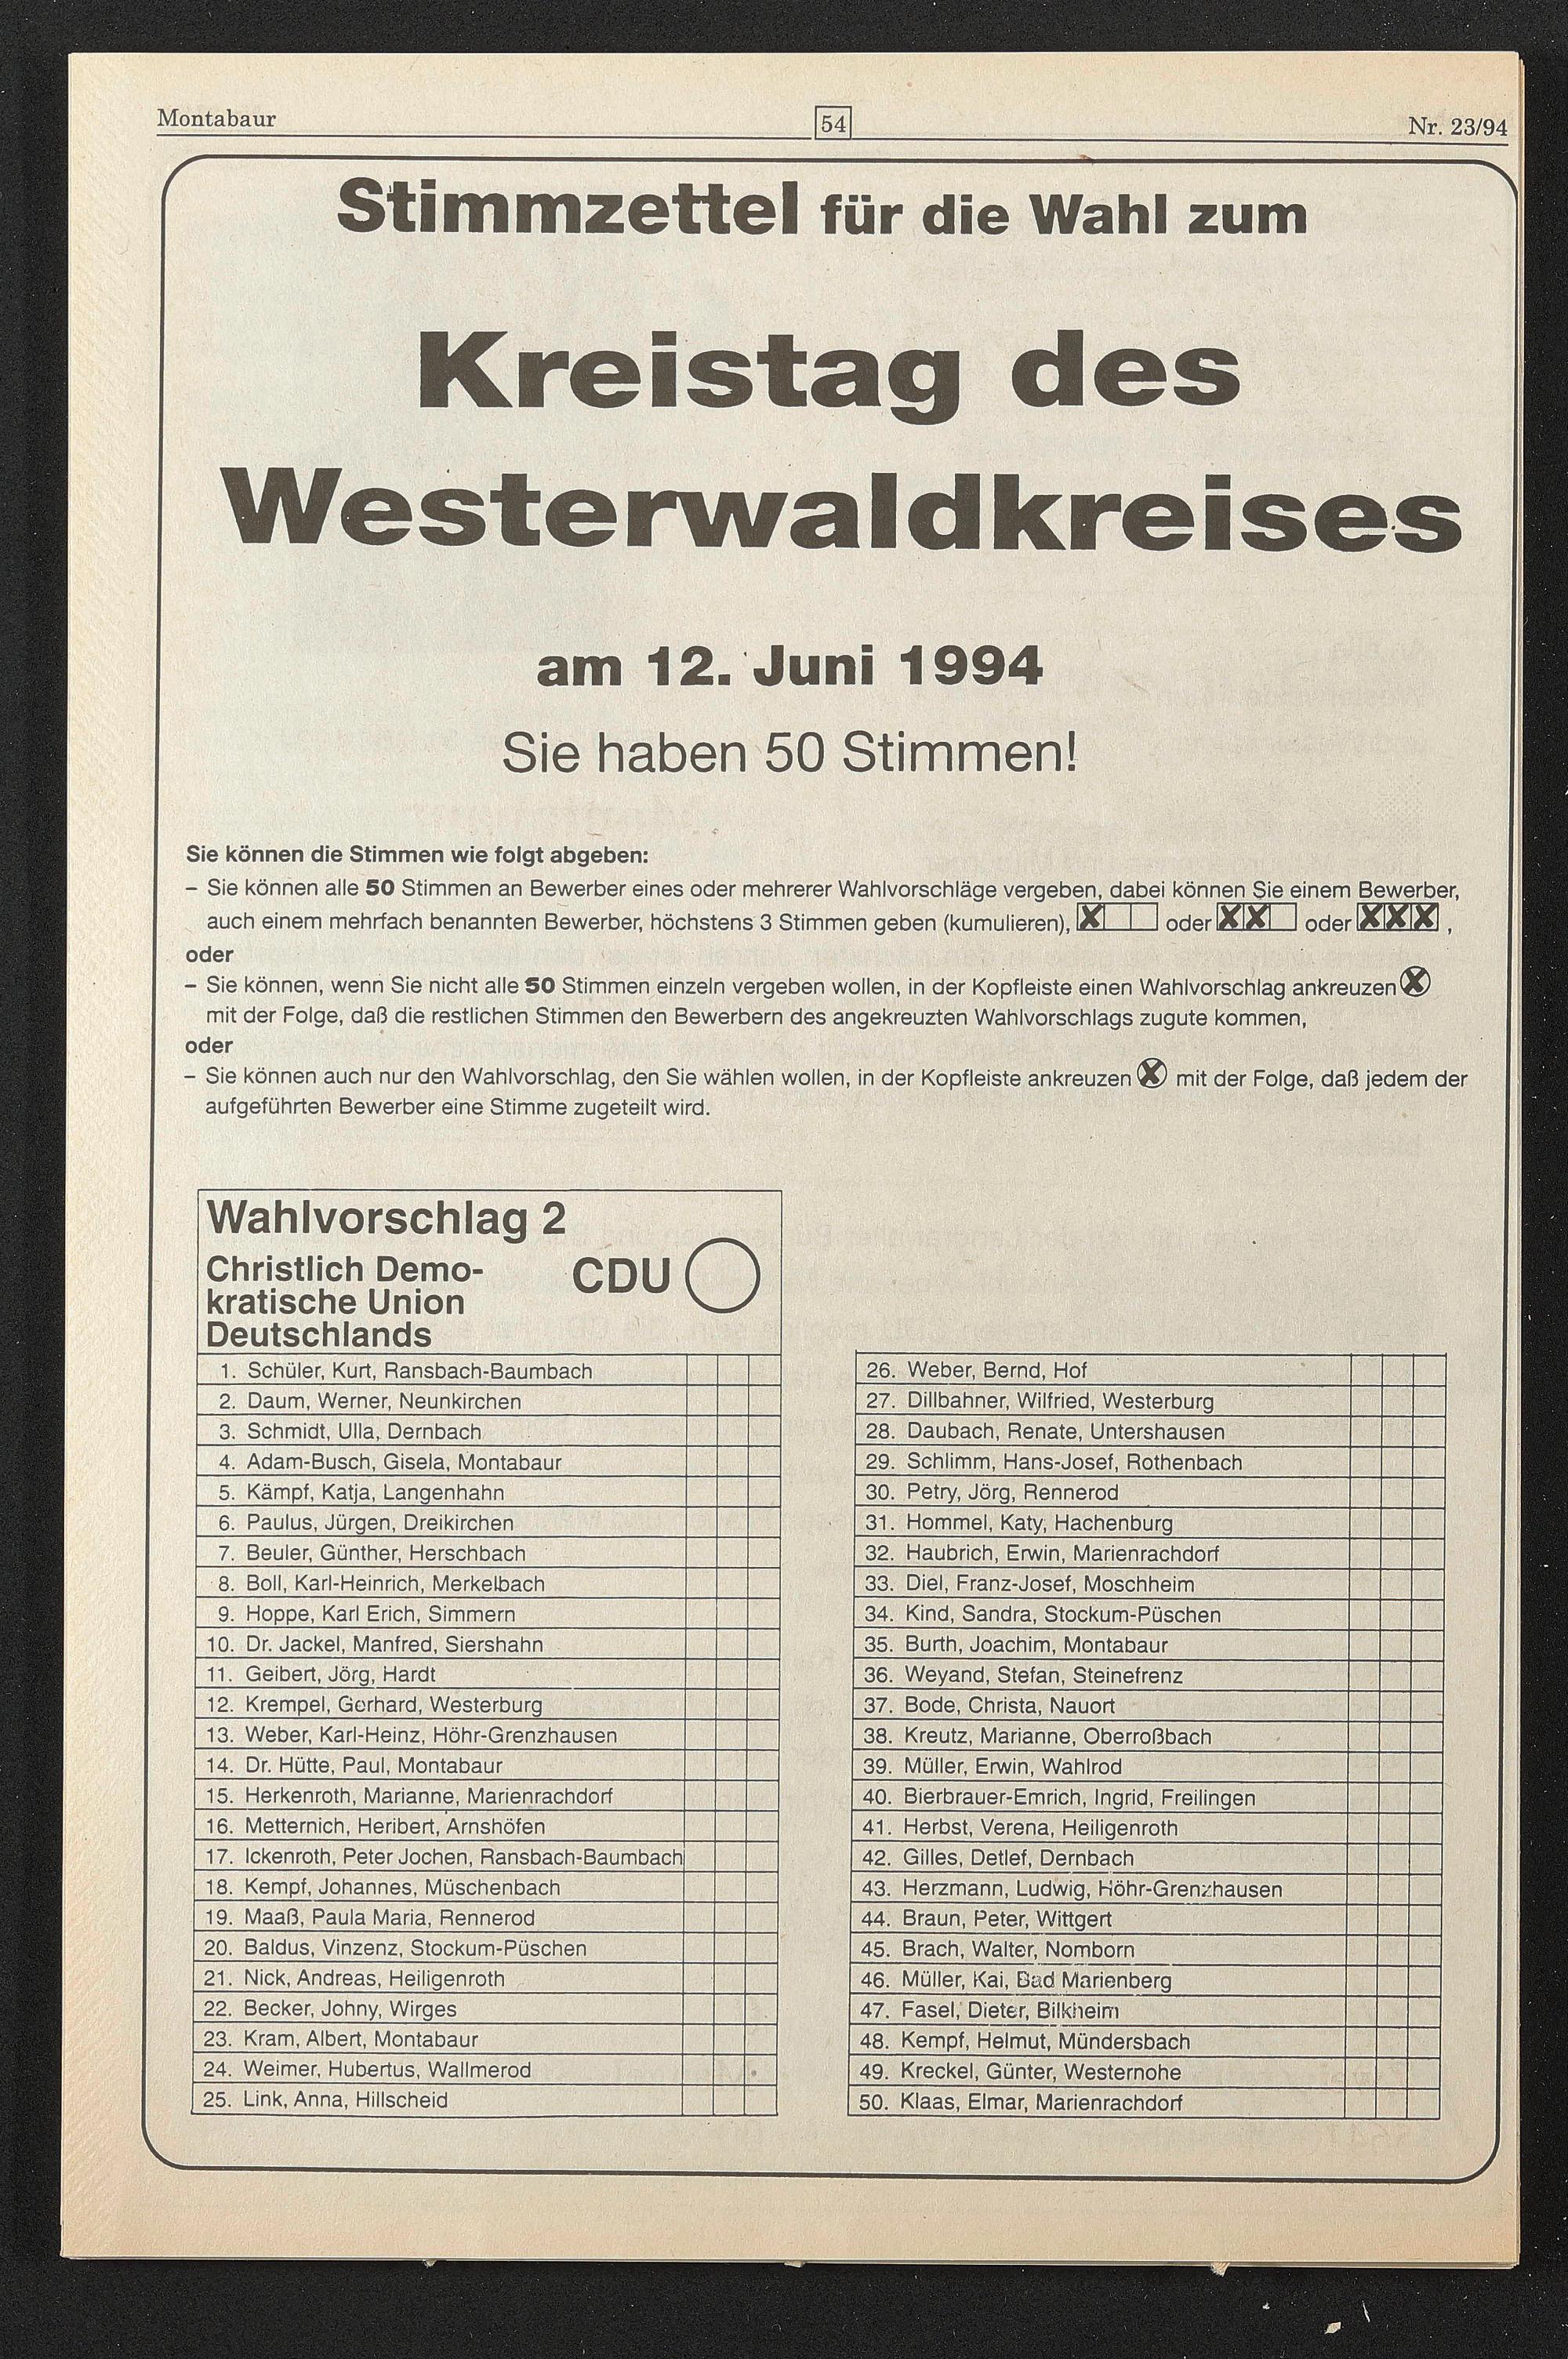 Montabaur
54
Nr. 23/94
Stimmzettel für die Wahl zum
Kreistag des
Westerwaldkreises
am 12. Juni 1994
Sie haben 50 Stimmen!
Sie können die Stimmen wie folgt abgeben:
– Sie können alle 50 Stimmen an Bewerber eines oder mehrerer Wahlvorschläge vergeben, dabei können Sie einem Bewerber,
auch einem mehrfach benannten Bewerber, höchstens 3 Stimmen geben (kumulieren), X oder XX oder XXX ,
oder
– Sie können, wenn Sie nicht alle 50 Stimmen einzeln vergeben wollen, in der Kopfleiste einen Wahlvorschlag ankreuzen X
mit der Folge, daß die restlichen Stimmen den Bewerbern des angekreuzten Wahlvorschlags zugute kommen,
oder
– Sie können auch nur den Wahlvorschlag, den Sie wählen wollen, in der Kopfleiste ankreuzen X mit der Folge, daß jedem der
aufgeführten Bewerber eine Stimme zugeteilt wird.
Wahlvorschlag 2
Christlich Demo-
kratische Union
Deutschlands
CDU
1. Schüler, Kurt, Ransbach-Baumbach
2. Daum, Werner, Neunkirchen
3. Schmidt, Ulla, Dernbach
4. Adam-Busch, Gisela, Montabaur
5. Kämpf, Katja, Langenhahn
6. Paulus, Jürgen, Dreikirchen
7. Beuler, Günther, Herschbach
8. Boll, Karl-Heinrich, Merkelbach
9. Hoppe, Karl Erich, Simmern
10. Dr. Jackel, Manfred, Siershahn
11. Geibert, Jörg, Hardt
12. Krempel, Gerhard, Westerburg
13. Weber, Karl-Heinz, Höhr-Grenzhausen
14. Dr. Hütte, Paul, Montabaur
15. Herkenroth, Marianne, Marienrachdorf
16. Metternich, Heribert, Arnshöfen
17. Ickenroth, Peter Jochen, Ransbach-Baumbach
18. Kempf, Johannes, Müschenbach
19. Maaß, Paula Maria, Rennerod
20. Baldus, Vinzenz, Stockum-Püschen
21. Nick, Andreas, Heiligenroth
22. Becker, Johny, Wirges
23. Kram, Albert, Montabaur
24. Weimer, Hubertus, Wallmerod
25. Link, Anna, Hillscheid
26. Weber, Bernd, Hof
27. Dillbahner, Wilfried, Westerburg
28. Daubach, Renate, Untershausen
29. Schlimm, Hans-Josef, Rothenbach
30. Petry, Jörg, Rennerod
31. Hommel, Katy, Hachenburg
32. Haubrich, Erwin, Marienrachdorf
33. Diel, Franz-Josef, Moschheim
34. Kind, Sandra, Stockum-Püschen
35. Burth, Joachim, Montabaur
36. Weyand, Stefan, Steinefrenz
37. Bode, Christa, Nauort
38. Kreutz, Marianne, Oberroßbach
39. Müller, Erwin, Wahlrod
40. Bierbrauer-Emrich, Ingrid, Freilingen
41. Herbst, Verena, Heiligenroth
42. Gilles, Detlef, Dernbach
43. Herzmann, Ludwig, Höhr-Grenzhausen
44. Braun, Peter, Wittgert
45. Brach, Walter, Nomborn
46. Müller, Kai, Bad Marienberg
47. Fasel, Dieter, Bilkheim
48. Kempf, Helmut, Mündersbach
49. Kreckel, Günter, Westernohe
50. Klaas, Elmar, Marienrachdorf